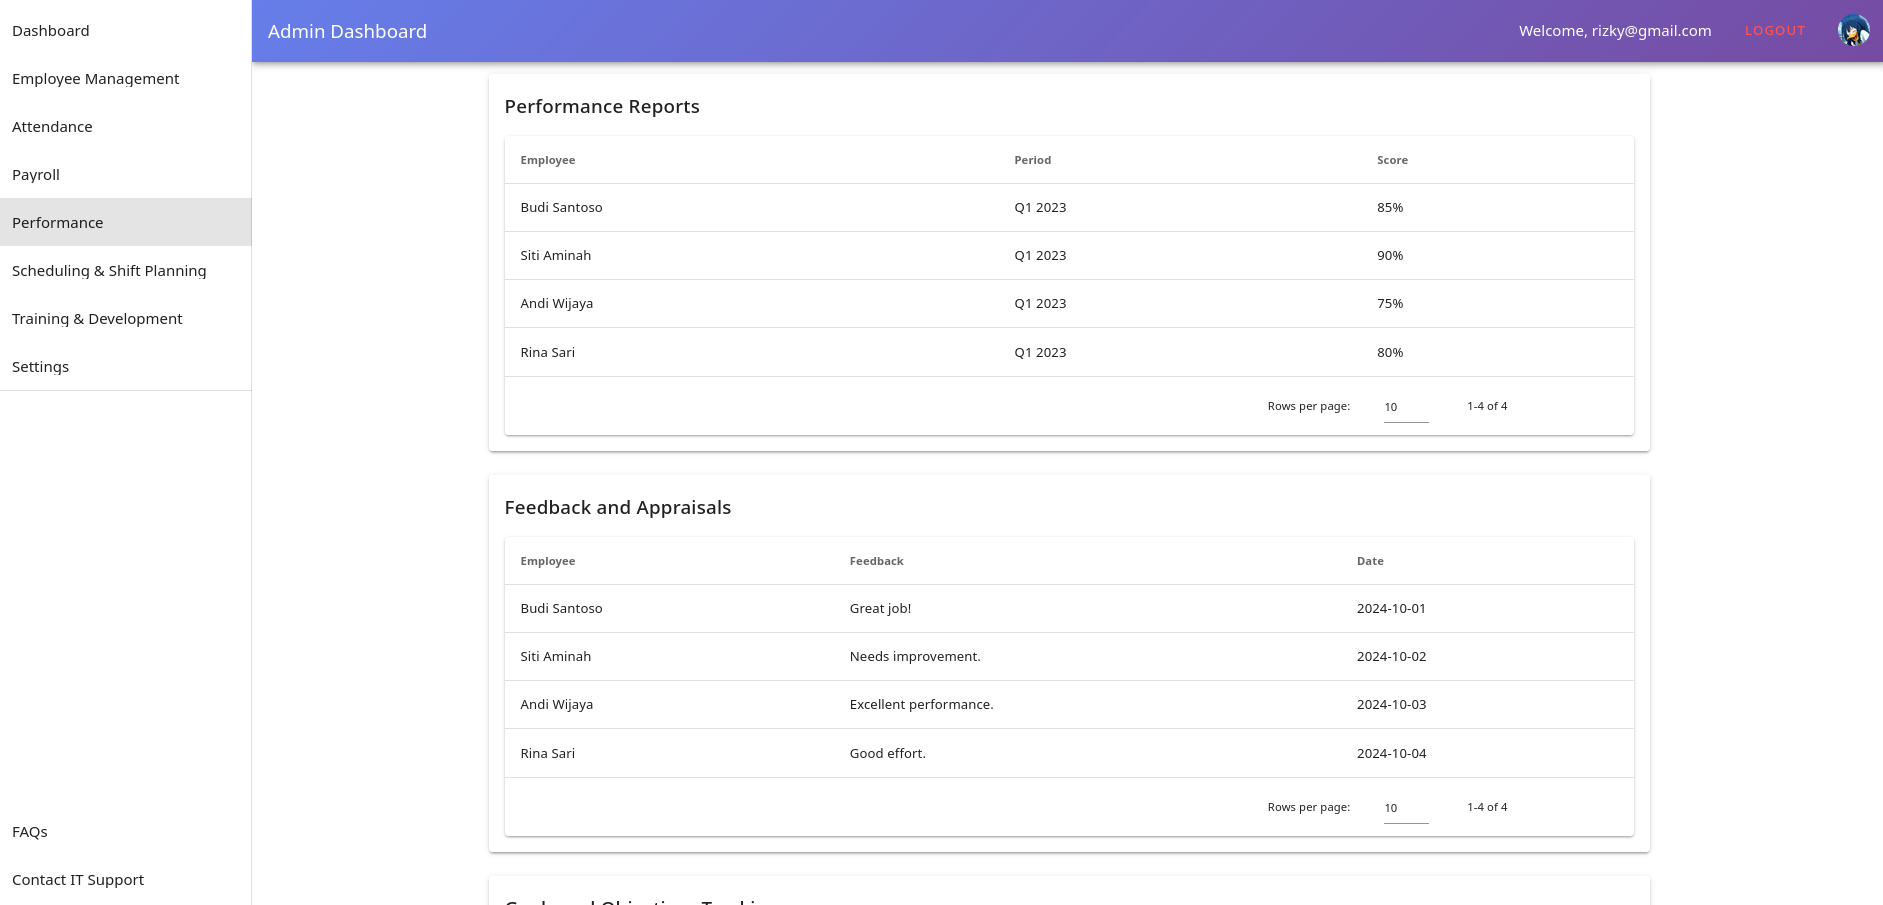 Dashboard
Employee Management
Attendance
Payroll
Performance
Scheduling & Shift Planning
Training & Development
Settings
FAQs
Contact IT Support
Admin Dashboard
Welcome, rizky@gmail.com
LOGOUT
Performance Reports
Employee Period Score
Budi Santoso Q1 2023 85%
Siti Aminah Q1 2023 90%
Andi Wijaya Q1 2023 75%
Rina Sari Q1 2023 80%
Rows per page: 10 1-4 of 4
Feedback and Appraisals
Employee Feedback Date
Budi Santoso Great job! 2024-10-01
Siti Aminah Needs improvement. 2024-10-02
Andi Wijaya Excellent performance. 2024-10-03
Rina Sari Good effort. 2024-10-04
Rows per page: 10 1-4 of 4